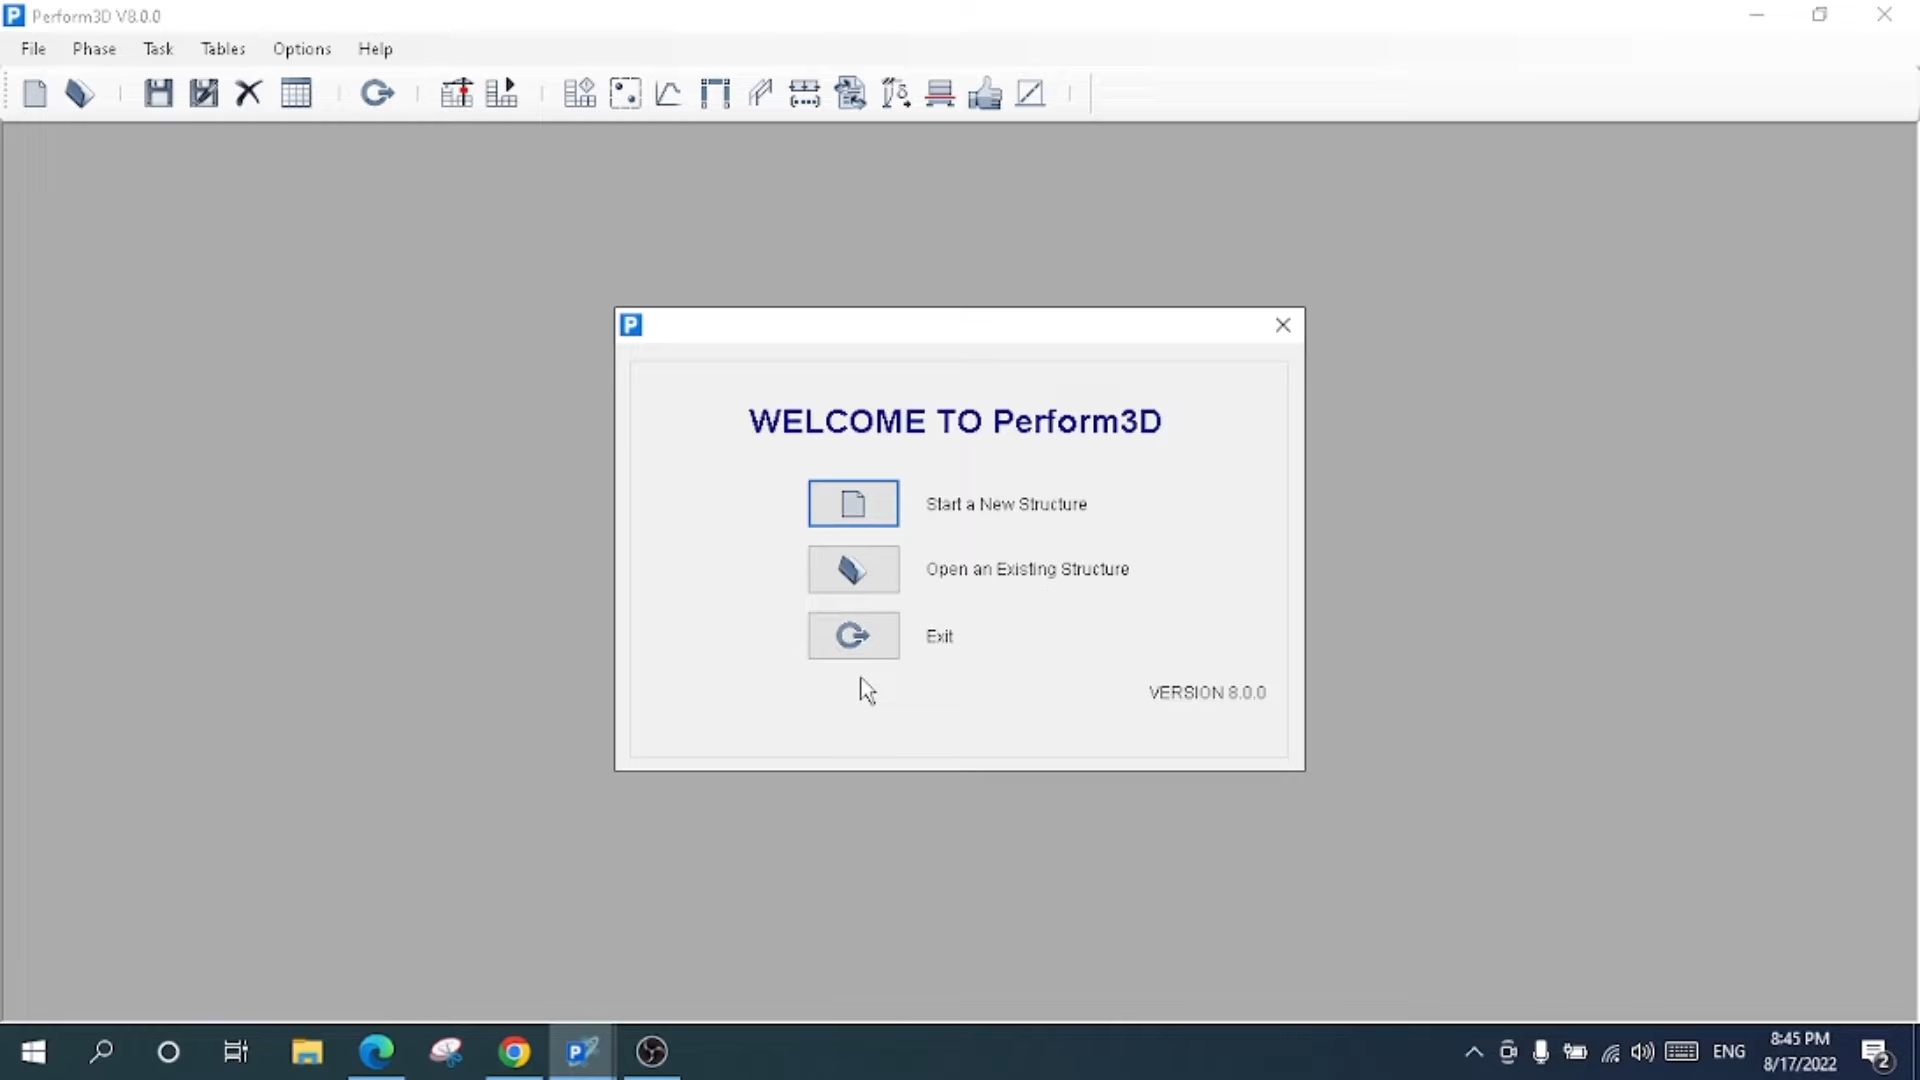 Perform3D V8.0.0
File Phase Task Tables Options Help
WELCOME TO Perform3D
Start a New Structure
Open an Existing Structure
Exit
VERSION 8.0.0
ENG
8:45 PM
8/17/2022
2